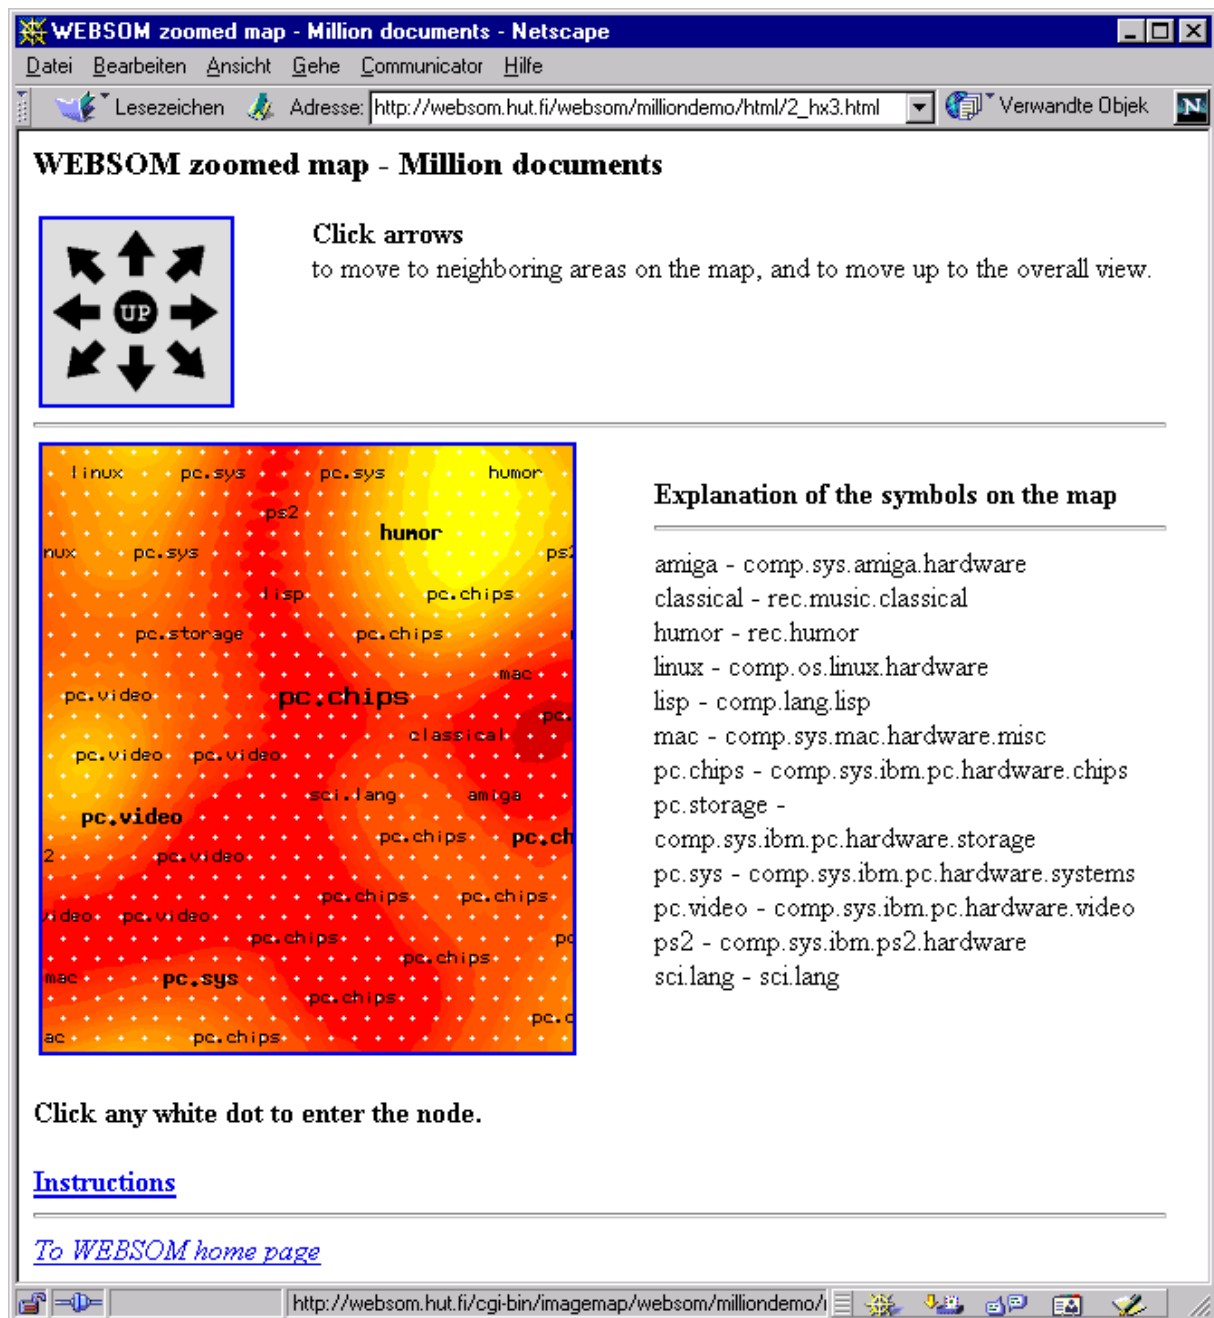 WEBSOM zoomed map - Million documents - Netscape
Datei Bearbeiten Ansicht Gehe Communicator Hilfe
Lesezeichen Adresse: http://websom.hut.fi/websom/milliondemo/html/2_hx3.html Verwandte Objek N
WEBSOM zoomed map - Million documents
Click arrows
to move to neighboring areas on the map, and to move up to the overall view.
UP
linux pc.sys pc.sys humor
ps2
humor
nux pc.sys ps2
lisp pc.chips
pc.storage pc.chips
mac
pc.video pc.chips
pc.
classical
pc.video pc.video
sci.lang amiga
pc.video
pc.chips pc.ch
2 pc.video
pc.chips pc.chips
video pc.video
pc.chips pc
pc.chips
mac pc.sys
pc.chips
pc.c
ac pc.chips
Explanation of the symbols on the map
amiga - comp.sys.amiga.hardware
classical - rec.music.classical
humor - rec.humor
linux - comp.os.linux.hardware
lisp - comp.lang.lisp
mac - comp.sys.mac.hardware.misc
pc.chips - comp.sys.ibm.pc.hardware.chips
pc.storage -
comp.sys.ibm.pc.hardware.storage
pc.sys - comp.sys.ibm.pc.hardware.systems
pc.video - comp.sys.ibm.pc.hardware.video
ps2 - comp.sys.ibm.ps2.hardware
sci.lang - sci.lang
Click any white dot to enter the node.
Instructions
To WEBSOM home page
http://websom.hut.fi/cgi-bin/imagemap/websom/milliondemo/